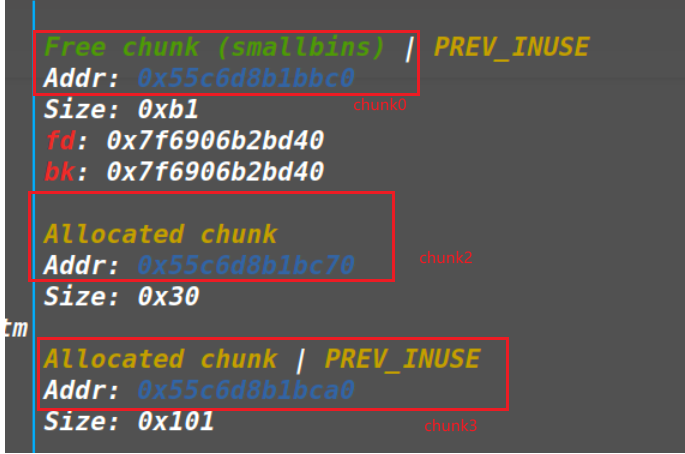 Free chunk (smallbins) | PREV_INUSE
Addr: 0x55c6d8b1bbc0
Size: 0xb1
chunk0
fd: 0x7f6906b2bd40
bk: 0x7f6906b2bd40
Allocated chunk
Addr: 0x55c6d8b1bc70
chunk2
Size: 0x30
tm
Allocated chunk | PREV_INUSE
Addr: 0x55c6d8b1bca0
Size: 0x101
chunk3